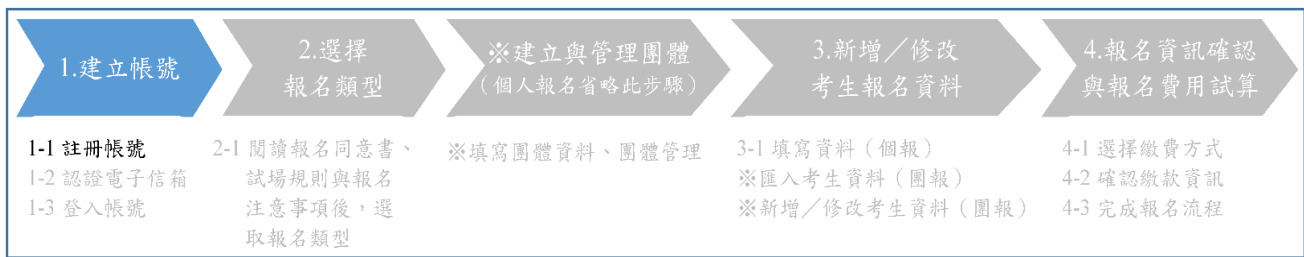 1.建立帳號
2.選擇
報名類型
※建立與管理團體
（個人報名省略此步驟）
3.新增／修改
考生報名資料
4.報名資訊確認
與報名費用試算
1-1 註冊帳號
1-2 認證電子信箱
1-3 登入帳號
2-1 閱讀報名同意書、
試場規則與報名
注意事項後，選
取報名類型
※填寫團體資料、團體管理
3-1 填寫資料（個報）
※匯入考生資料（團報）
※新增／修改考生資料（團報）
4-1 選擇繳費方式
4-2 確認繳款資訊
4-3 完成報名流程